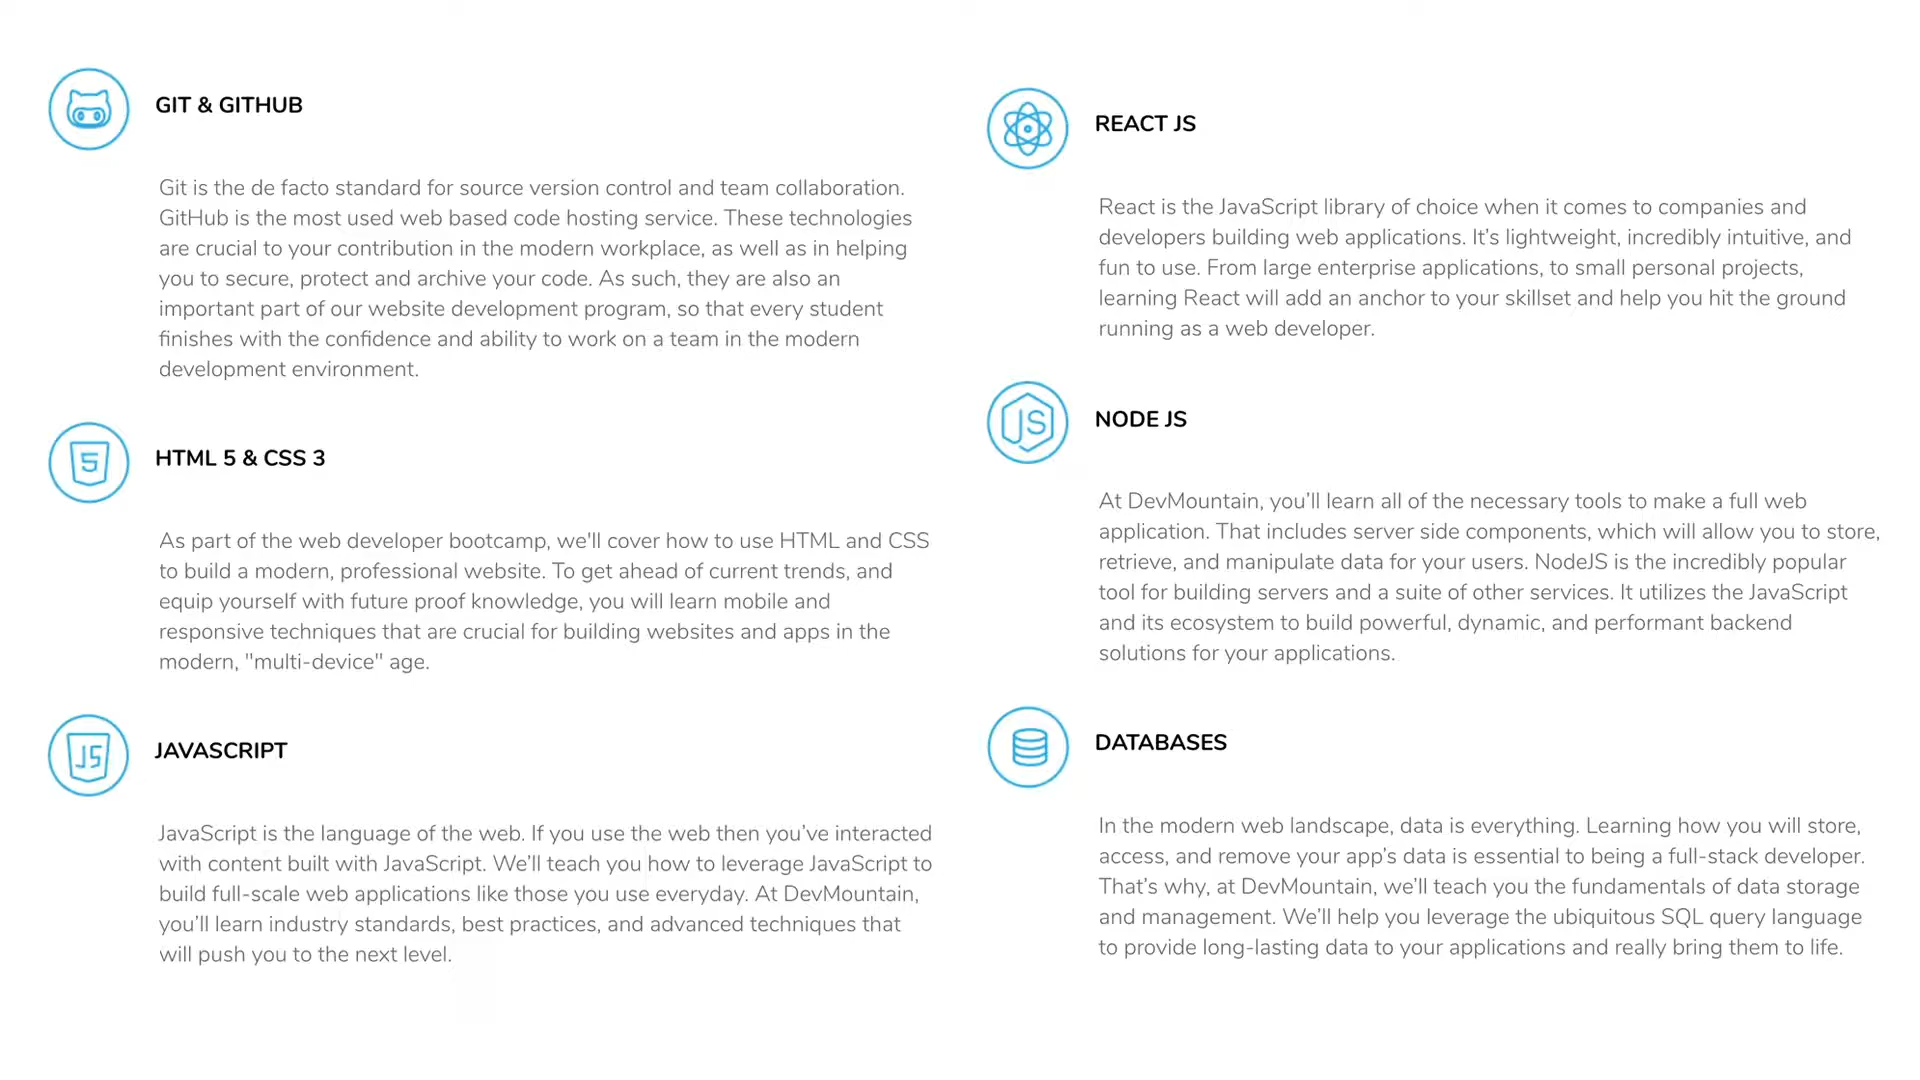 GIT & GITHUB
Git is the de facto standard for source version control and team collaboration.
GitHub is the most used web based code hosting service. These technologies
are crucial to your contribution in the modern workplace, as well as in helping
you to secure, protect and archive your code. As such, they are also an
important part of our website development program, so that every student
finishes with the confidence and ability to work on a team in the modern
development environment.
5
HTML 5 & CSS 3
As part of the web developer bootcamp, we'll cover how to use HTML and CSS
to build a modern, professional website. To get ahead of current trends, and
equip yourself with future proof knowledge, you will learn mobile and
responsive techniques that are crucial for building websites and apps in the
modern, "multi-device" age.
JS
JAVASCRIPT
JavaScript is the language of the web. If you use the web then you’ve interacted
with content built with JavaScript. We’ll teach you how to leverage JavaScript to
build full-scale web applications like those you use everyday. At DevMountain,
you’ll learn industry standards, best practices, and advanced techniques that
will push you to the next level.
REACT JS
React is the JavaScript library of choice when it comes to companies and
developers building web applications. It’s lightweight, incredibly intuitive, and
fun to use. From large enterprise applications, to small personal projects,
learning React will add an anchor to your skillset and help you hit the ground
running as a web developer.
JS
NODE JS
At DevMountain, you’ll learn all of the necessary tools to make a full web
application. That includes server side components, which will allow you to store,
retrieve, and manipulate data for your users. NodeJS is the incredibly popular
tool for building servers and a suite of other services. It utilizes the JavaScript
and its ecosystem to build powerful, dynamic, and performant backend
solutions for your applications.
DATABASES
In the modern web landscape, data is everything. Learning how you will store,
access, and remove your app’s data is essential to being a full-stack developer.
That’s why, at DevMountain, we’ll teach you the fundamentals of data storage
and management. We’ll help you leverage the ubiquitous SQL query language
to provide long-lasting data to your applications and really bring them to life.